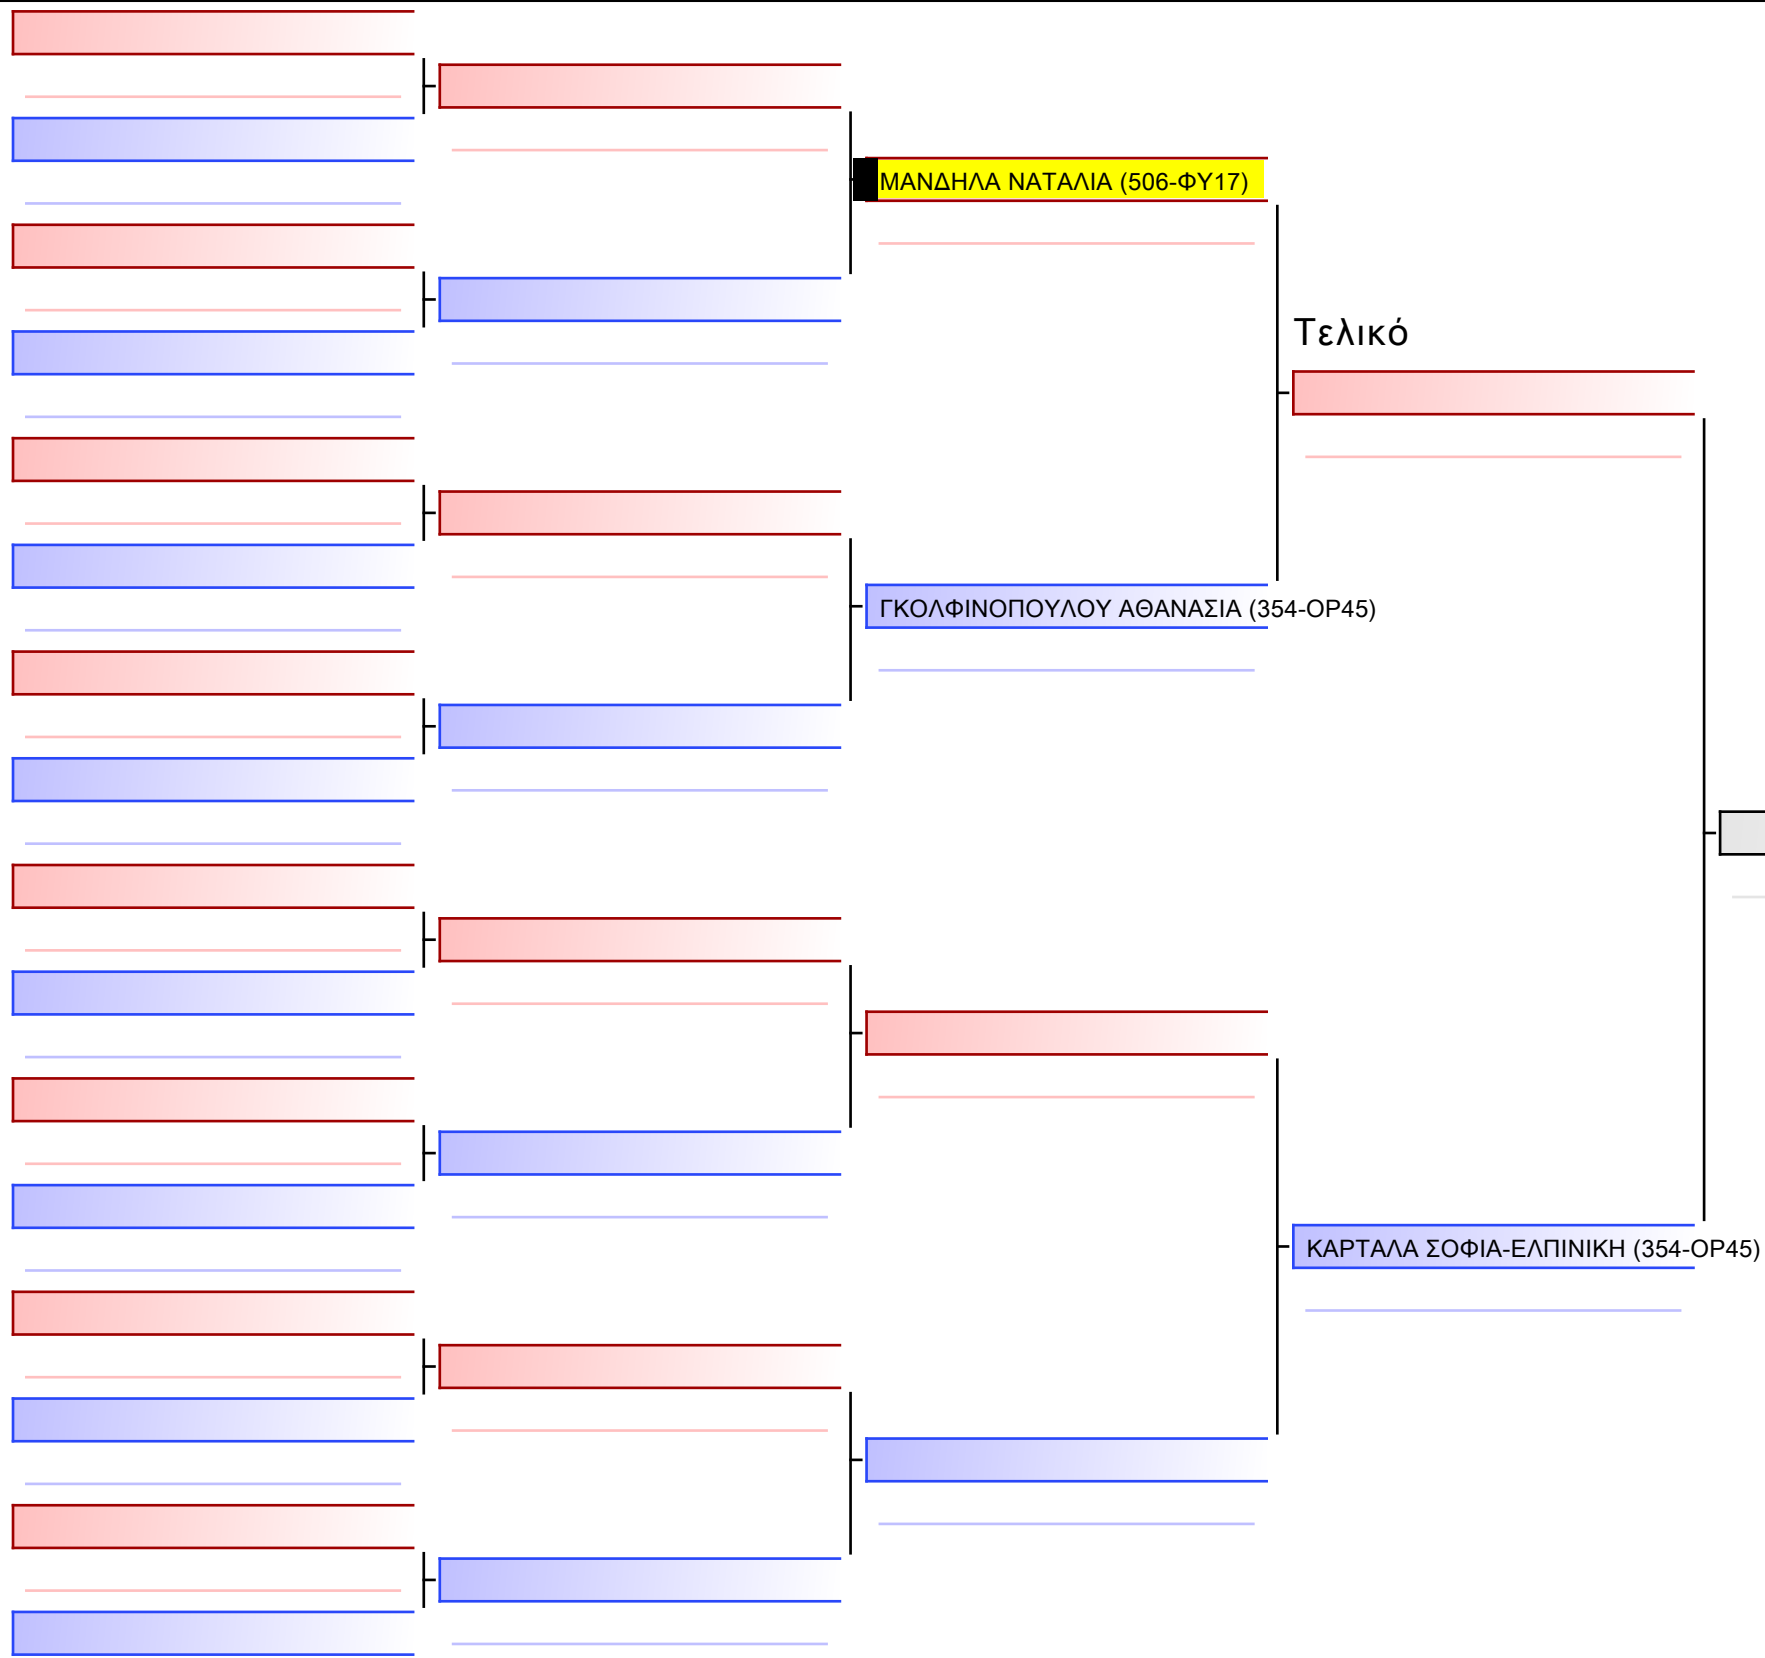 ΜΑΝΔΗΛΑ ΝΑΤΑΛΙΑ (506-ΦΥ17)
Τελικό
ΓΚΟΛΦΙΝΟΠΟΥΛΟΥ ΑΘΑΝΑΣΙΑ (354-ΟΡ45)
ΚΑΡΤΑΛΑ ΣΟΦΙΑ-ΕΛΠΙΝΙΚΗ (354-ΟΡ45)